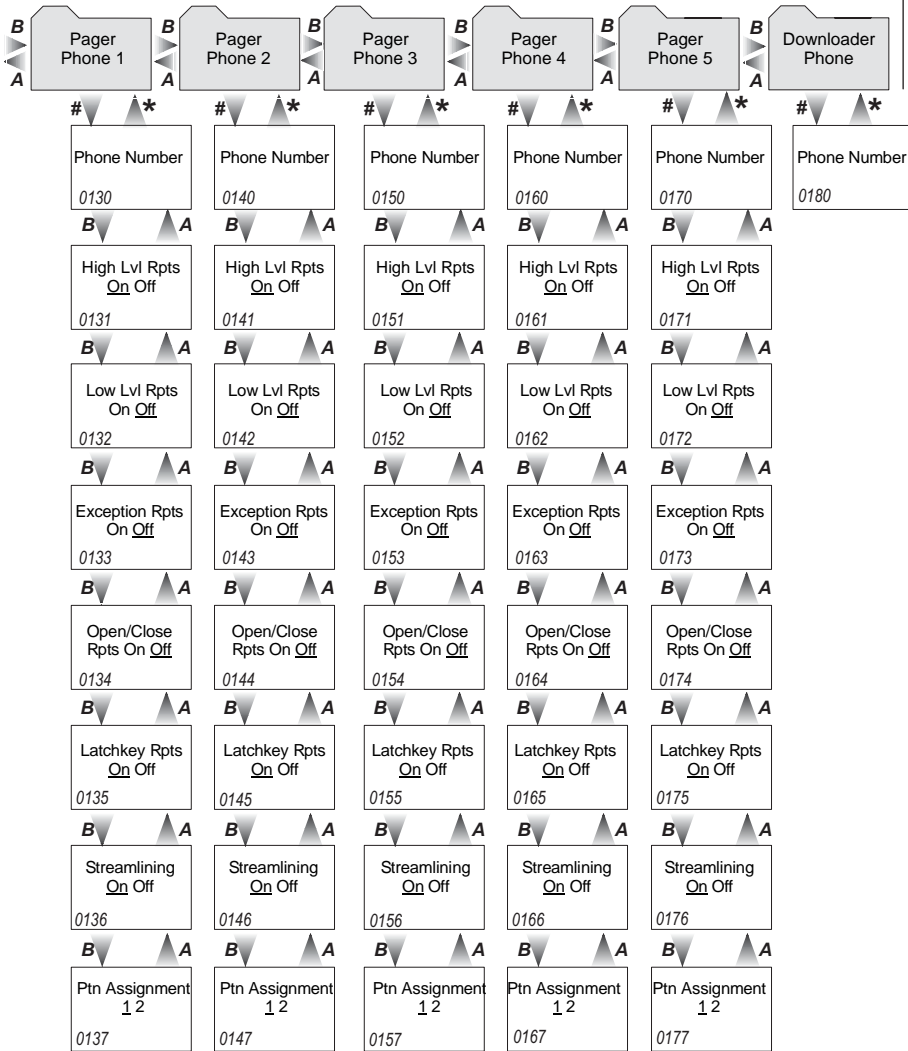 B Pager B Pager B Pager B Pager B Pager B Downloader
A Phone 1 A Phone 2 A Phone 3 A Phone 4 A Phone 5 A Phone
# * # * # * # * # * # *
Phone Number Phone Number Phone Number Phone Number Phone Number Phone Number
0130 0140 0150 0160 0170 0180
B A B A B A B A B A
High Lvl Rpts High Lvl Rpts High Lvl Rpts High Lvl Rpts High Lvl Rpts
On Off On Off On Off On Off On Off
0131 0141 0151 0161 0171
B A B A B A B A B A
Low Lvl Rpts Low Lvl Rpts Low Lvl Rpts Low Lvl Rpts Low Lvl Rpts
On Off On Off On Off On Off On Off
0132 0142 0152 0162 0172
B A B A B A B A B A
Exception Rpts Exception Rpts Exception Rpts Exception Rpts Exception Rpts
On Off On Off On Off On Off On Off
0133 0143 0153 0163 0173
B A B A B A B A B A
Open/Close Open/Close Open/Close Open/Close Open/Close
Rpts On Off Rpts On Off Rpts On Off Rpts On Off Rpts On Off
0134 0144 0154 0164 0174
B A B A B A B A B A
Latchkey Rpts Latchkey Rpts Latchkey Rpts Latchkey Rpts Latchkey Rpts
On Off On Off On Off On Off On Off
0135 0145 0155 0165 0175
B A B A B A B A B A
Streamlining Streamlining Streamlining Streamlining Streamlining
On Off On Off On Off On Off On Off
0136 0146 0156 0166 0176
B A B A B A B A B A
Ptn Assignment Ptn Assignment Ptn Assignment Ptn Assignment Ptn Assignment
1 2 1 2 1 2 1 2 1 2
0137 0147 0157 0167 0177